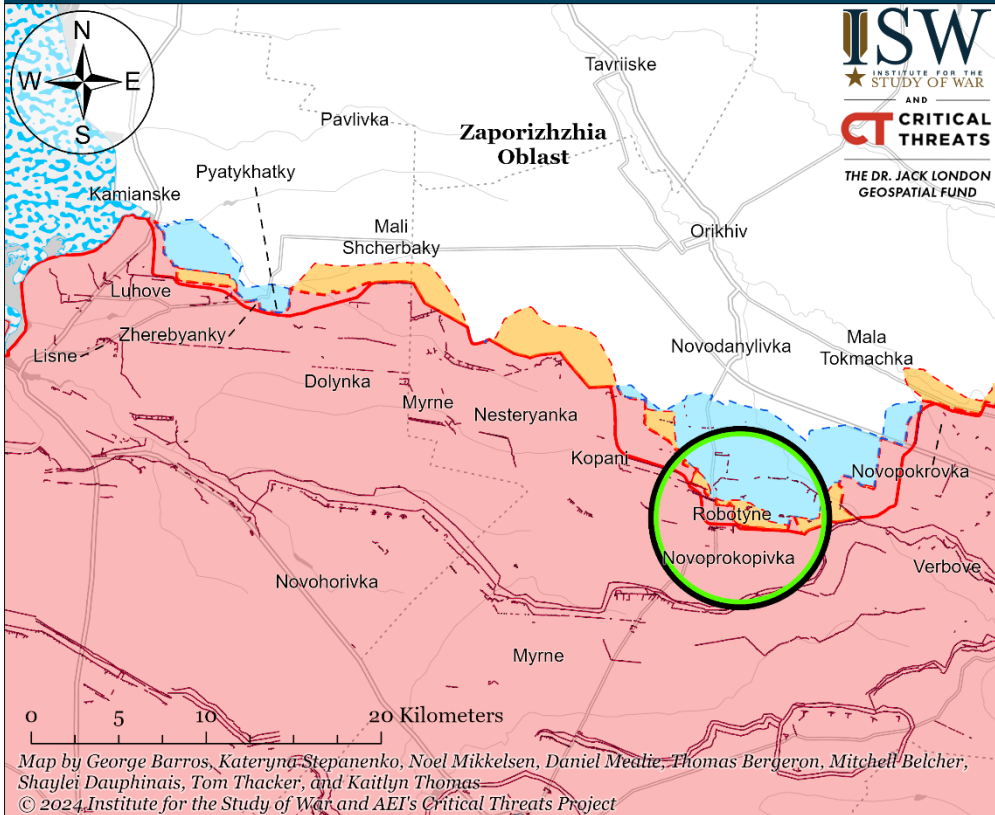 N
W E
S
ISW
INSTITUTE FOR THE
STUDY OF WAR
AND
CT CRITICAL
THREATS
THE DR. JACK LONDON
GEOSPATIAL FUND
Tavriiske
Pavlivka
Zaporizhzhia
Oblast
Pyatykhatky
Kamianske
Mali
Shcherbaky
Orikhiv
Luhove
Zherebyanky
Lisne
Novodanylivka
Mala
Tokmachka
Dolynka
Myrne
Nesteryanka
Kopani
Novopokrovka
Robotyne
Novoprokopivka
Verbove
Novohorivka
Myrne
0 5 10 20 Kilometers
Map by George Barros, Kateryna Stepanenko, Noel Mikkelsen, Daniel Mealie, Thomas Bergeron, Mitchell Belcher,
Shaylei Dauphinais, Tom Thacker, and Kaitlyn Thomas
© 2024 Institute for the Study of War and AEI's Critical Threats Project